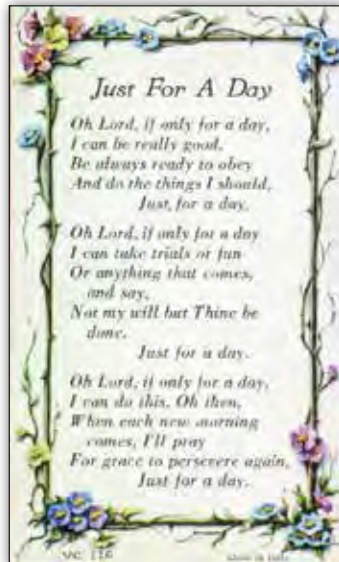 Just For A Day
Oh Lord, if only for a day,
I can be really good.
Be always ready to obey
And do the things I should,
Just, for a day.
Oh Lord, if only for a day
I can take trials or fun
Or anything that comes,
and say,
Not my will but Thine be
done.
Just for a day.
Oh Lord, if only for a day,
I can do this. Oh then,
When each new morning
comes, I'll pray
For grace to persevere again,
Just for a day.
VC 116